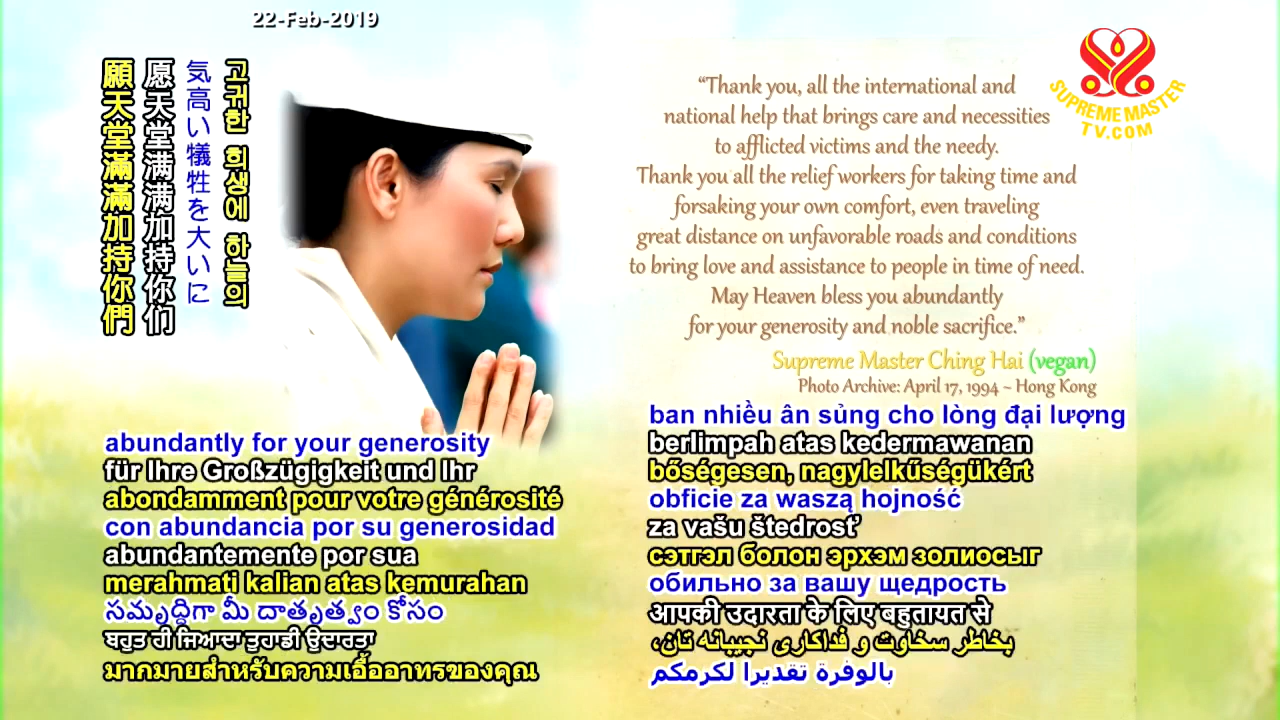 22-Feb-2019
願天堂滿滿加持你們
愿天堂满满加持你们
気高い犠牲を大いに
고귀한 희생에 하늘의
“Thank you, all the international and
national help that brings care and necessities
to afflicted victims and the needy.
Thank you all the relief workers for taking time and
forsaking your own comfort, even traveling
great distance on unfavorable roads and conditions
to bring love and assistance to people in time of need.
May Heaven bless you abundantly
for your generosity and noble sacrifice.”
Supreme Master Ching Hai (vegan)
Photo Archive: April 17, 1994 ~ Hong Kong
SUPREME MASTER
TV.COM
abundantly for your generosity
für Ihre Großzügigkeit und Ihr
abondamment pour votre générosité
con abundancia por su generosidad
abundantemente por sua
merahmati kalian atas kemurahan
సమృద్ధిగా మీ దాతృత్వం కోసం
ਬਹੁਤ ਹੀ ਜਿਆਦਾ ਤੁਹਾਡੀ ਉਦਾਰਤਾ
มากมายสำหรับความเอื้ออาทรของคุณ
ban nhiều ân sủng cho lòng đại lượng
berlimpah atas kedermawanan
bőségesen, nagylelkűségükért
obficie za waszą hojność
za vašu štedrosť
сэтгэл болон эрхэм золиосыг
обильно за вашу щедрость
आपकी उदारता के लिए बहुतायत से
بخاطر سخاوت و فداکاری نجیبانه تان،
بالوفرة تقديرا لكرمكم